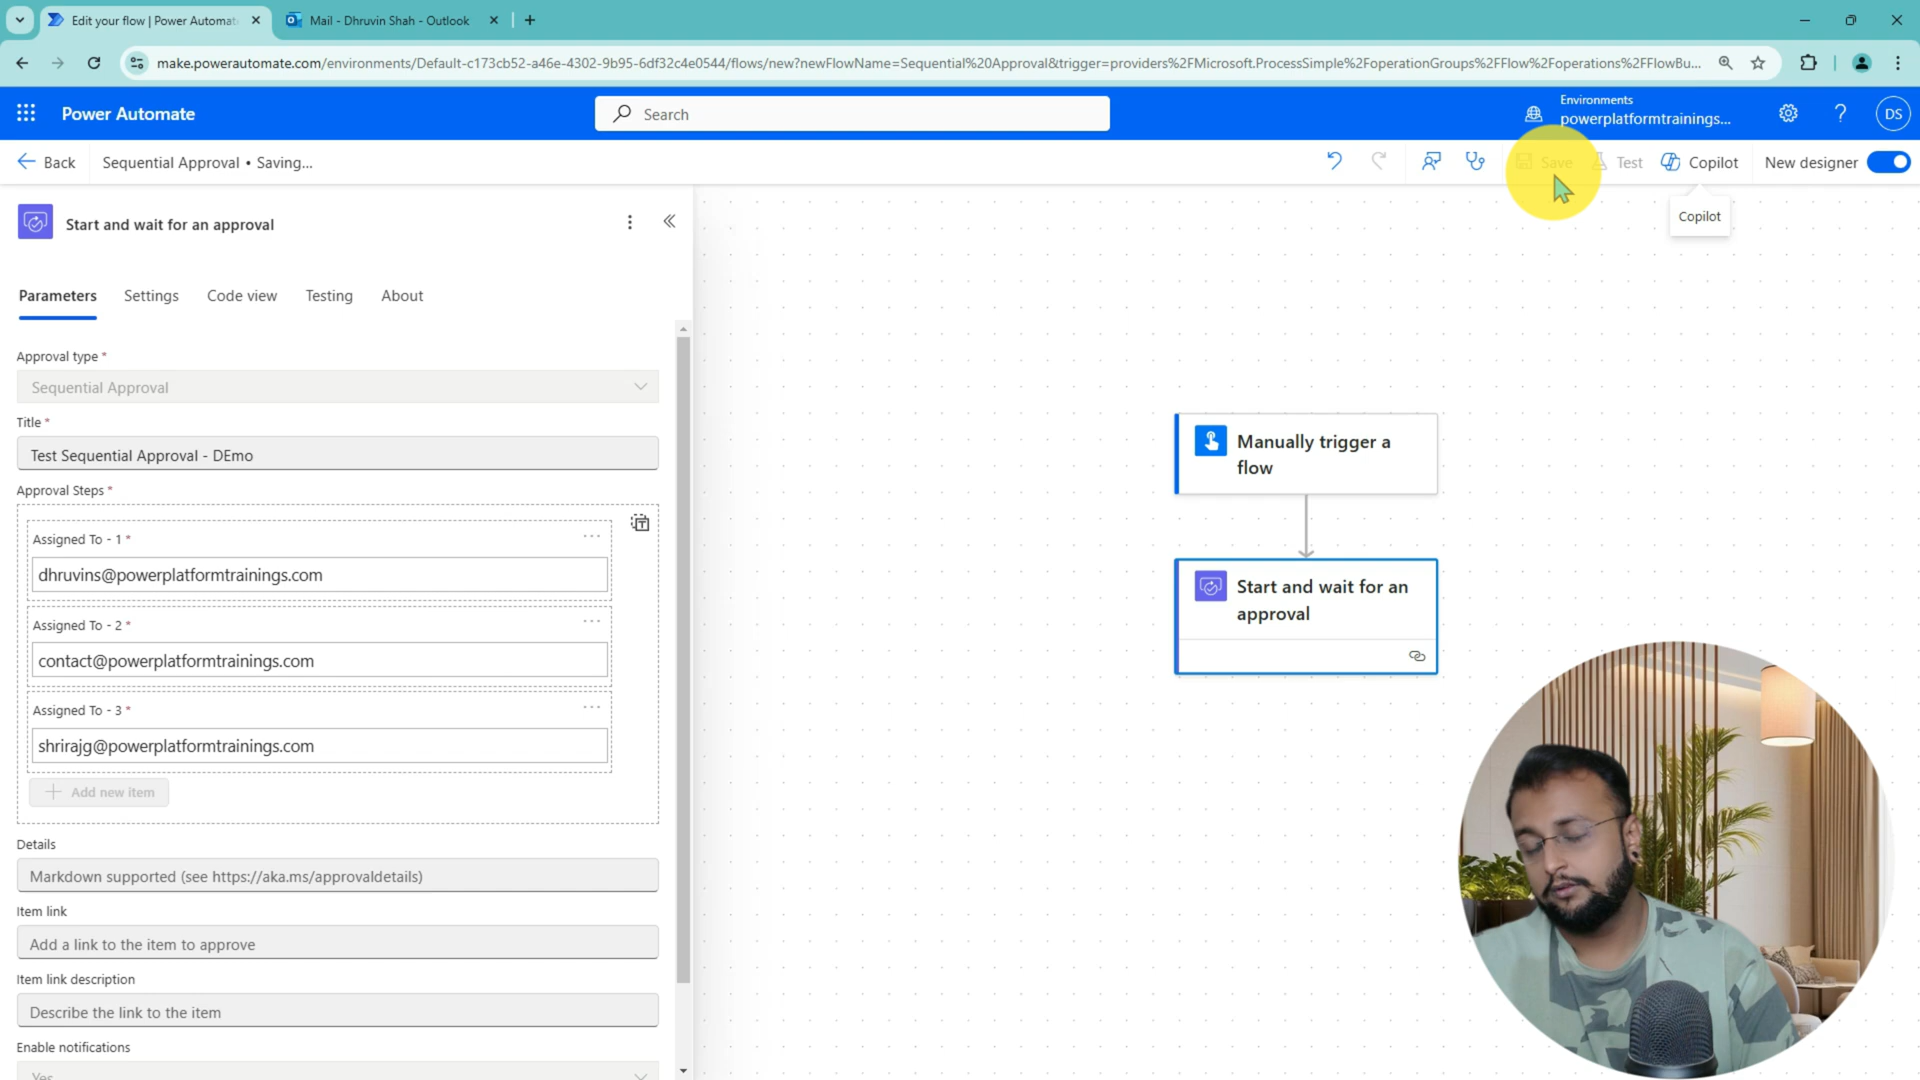 Edit your flow | Power Automat
Mail - Dhruvin Shah - Outlook
make.powerautomate.com/environments/Default-c173cb52-a46e-4302-9b95-6df32c4e0544/flows/new?newFlowName=Sequential%20Approval&trigger=providers%2FMicrosoft.ProcessSimple%2FoperationGroups%2FFlow%2Foperations%2FFlowBu...
Power Automate
Search
Environments
powerplatformtrainings...
DS
Back
Sequential Approval • Saving...
Save
Test
Copilot
New designer
Copilot
Start and wait for an approval
Parameters
Settings
Code view
Testing
About
Approval type *
Sequential Approval
Title *
Test Sequential Approval - DEmo
Approval Steps *
Assigned To - 1 *
dhruvins@powerplatformtrainings.com
Assigned To - 2 *
contact@powerplatformtrainings.com
Assigned To - 3 *
shrirajg@powerplatformtrainings.com
Add new item
Details
Markdown supported (see https://aka.ms/approvaldetails)
Item link
Add a link to the item to approve
Item link description
Describe the link to the item
Enable notifications
Yes
Manually trigger a
flow
Start and wait for an
approval